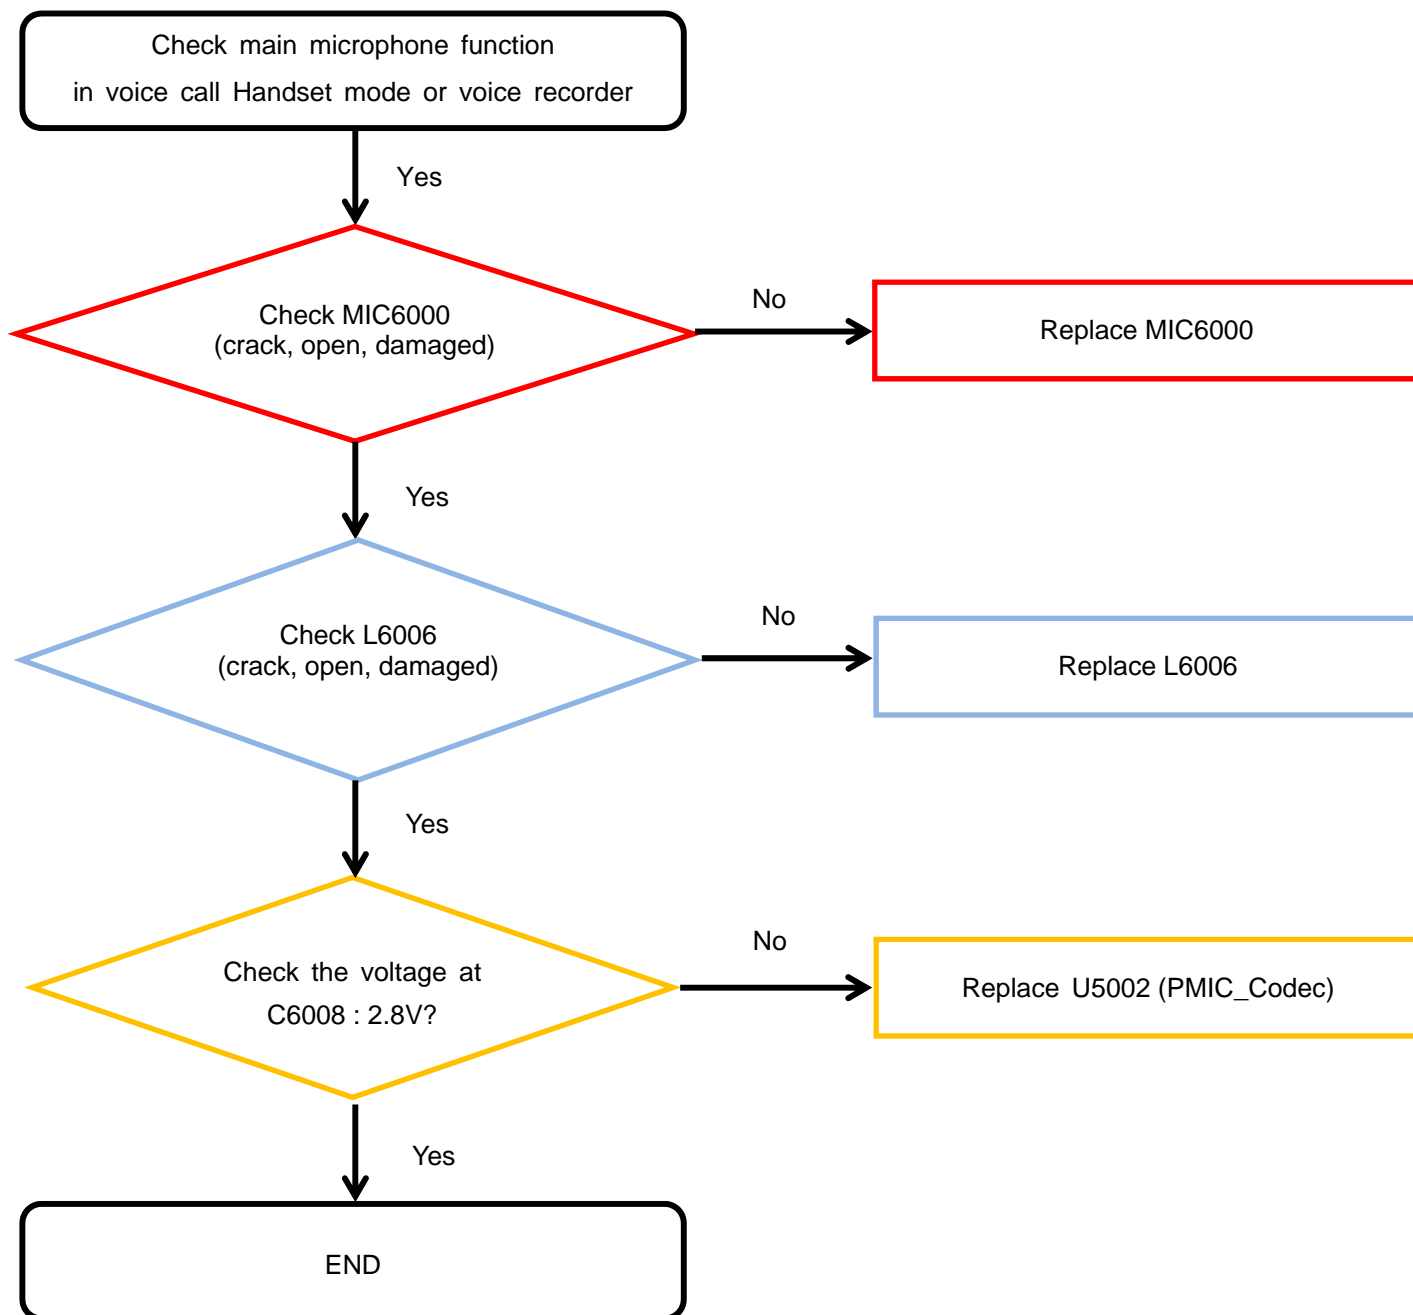 Check main microphone function
in voice call Handset mode or voice recorder
Yes
Check MIC6000
(crack, open, damaged)
No
Replace MIC6000
Yes
Check L6006
(crack, open, damaged)
No
Replace L6006
Yes
Check the voltage at
C6008 : 2.8V?
No
Replace U5002 (PMIC_Codec)
Yes
END